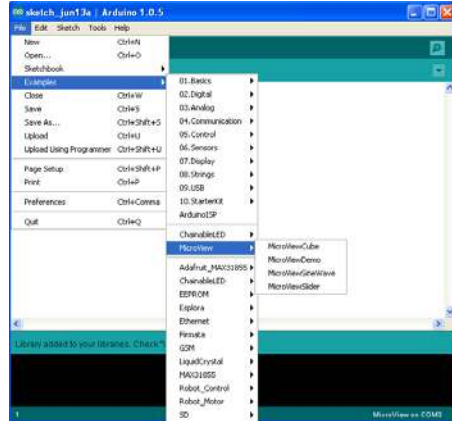 sketch_jun13a | Arduino 1.0.5
File Edit Sketch Tools Help
New Ctrl+N
Open... Ctrl+O
Sketchbook
Examples
Close Ctrl+W
Save Ctrl+S
Save As... Ctrl+Shift+S
Upload Ctrl+U
Upload Using Programmer Ctrl+Shift+U
Page Setup Ctrl+Shift+P
Print Ctrl+P
Preferences Ctrl+Comma
Quit Ctrl+Q
01.Basics
02.Digital
03.Analog
04.Communication
05.Control
06.Sensors
07.Display
08.Strings
09.USB
10.StarterKit
ArduinoISP
ChainableLED
MicroView
Adafruit_MAX31855
ChainableLED
EEPROM
Esplora
Ethernet
Firmata
GSM
LiquidCrystal
MAX31855
Robot_Control
Robot_Motor
SD
MicroViewCube
MicroViewDemo
MicroViewSineWave
MicroViewSlider
Library added to your libraries. Check "
1 MicroView on COM3